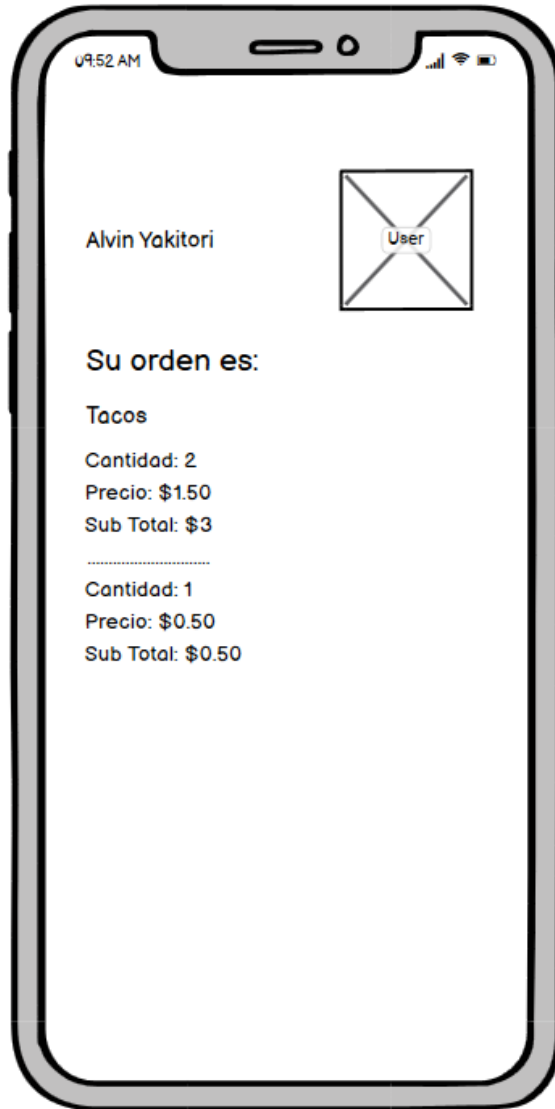 09:52 AM
Alvin Yakitori
User
Su orden es:
Tacos
Cantidad: 2
Precio: $1.50
Sub Total: $3
Cantidad: 1
Precio: $0.50
Sub Total: $0.50